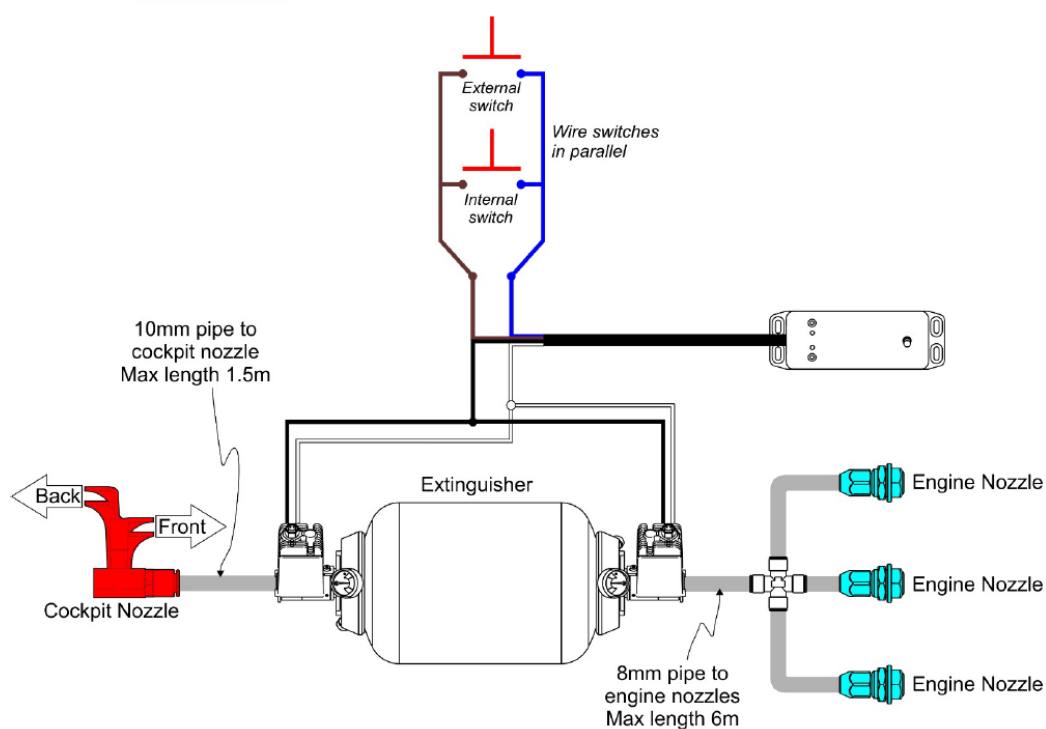 External
switch
Wire switches
in parallel
Internal
switch
10mm pipe to
cockpit nozzle
Max length 1.5m
Back
Front
Extinguisher
Engine Nozzle
Engine Nozzle
Cockpit Nozzle
8mm pipe to
engine nozzles
Max length 6m
Engine Nozzle